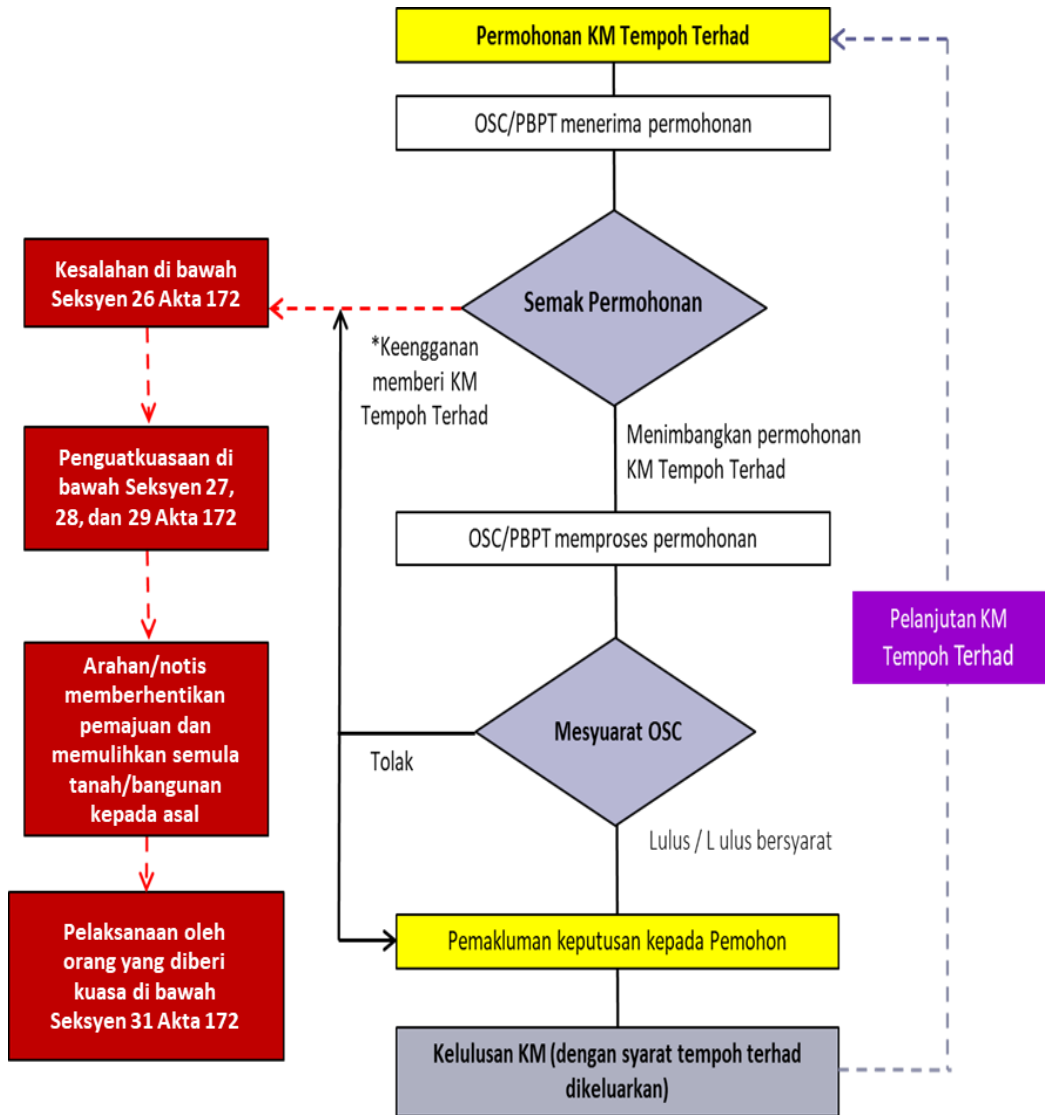 Permohonan KM Tempoh Terhad
OSC/PBPT menerima permohonan
Semak Permohonan
Kesalahan di bawah
Seksyen 26 Akta 172
*Keengganan
memberi KM
Tempoh Terhad
Menimbangkan permohonan
KM Tempoh Terhad
Penguatkuasaan di
bawah Seksyen 27,
28, dan 29 Akta 172
OSC/PBPT memproses permohonan
Pelanjutan KM
Tempoh Terhad
Arahan/notis
memberhentikan
pemajuan dan
memulihkan semula
tanah/bangunan
kepada asal
Mesyuarat OSC
Tolak
Lulus / L ulus bersyarat
Pelaksanaan oleh
orang yang diberi
kuasa di bawah
Seksyen 31 Akta 172
Pemakluman keputusan kepada Pemohon
Kelulusan KM (dengan syarat tempoh terhad
dikeluarkan)